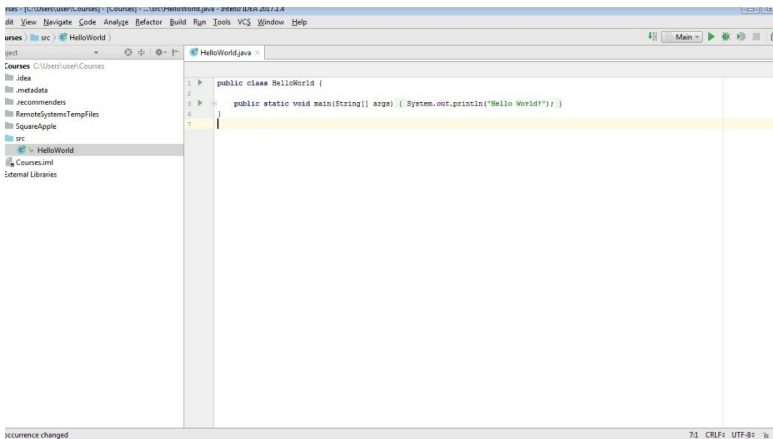 rses - [C:\Users\user\Courses] - [Courses] - ...\src\HelloWorld.java - IntelliJ IDEA 2017.1.4
dit View Navigate Code Analyze Refactor Build Run Tools VCS Window Help
urses src HelloWorld Main
oject HelloWorld.java
Courses C:\Users\user\Courses
.idea
.metadata
.recommenders
RemoteSystemsTempFiles
SquareApple
src
HelloWorld
Courses.iml
External Libraries
1 public class HelloWorld {
2
3 public static void main(String[] args) { System.out.println("Hello World!"); }
6 }
7
occurrence changed 7:1 CRLF UTF-8